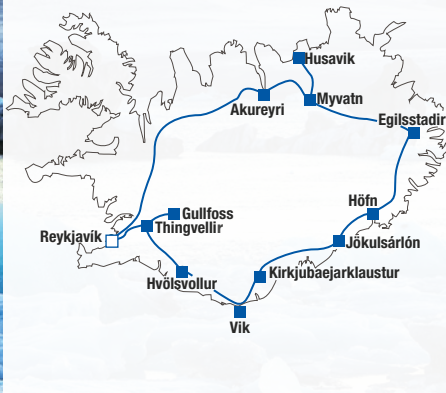 Husavik
Myvatn
Akureyri
Egilsstadir
Höfn
Gullfoss
Thingvellir
Reykjavík
Jökulsárlón
Kirkjubaejarklaustur
Hvölsvollur
Vik